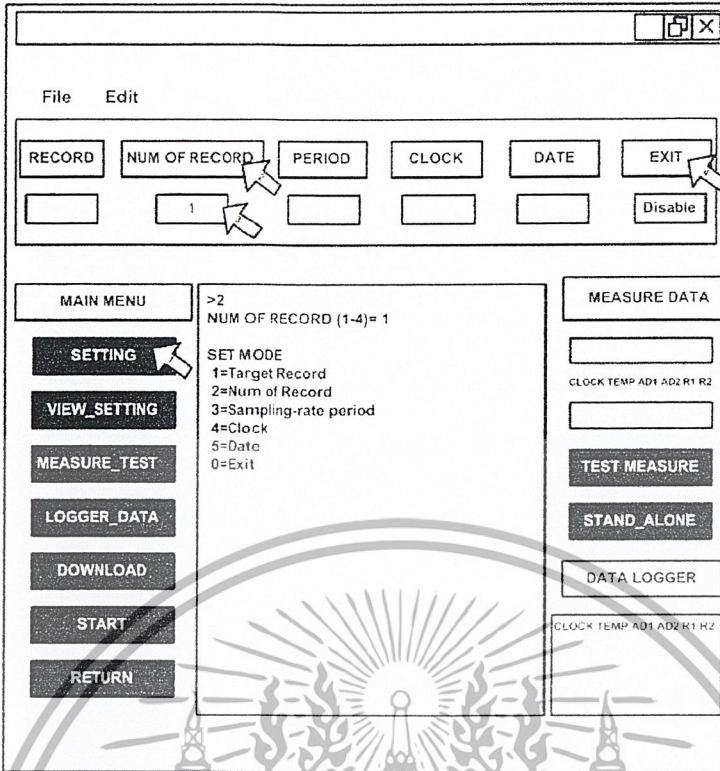 File Edit
RECORD NUM OF RECORD PERIOD CLOCK DATE EXIT
1 Disable
MAIN MENU
SETTING
VIEW_SETTING
MEASURE_TEST
LOGGER_DATA
DOWNLOAD
START
RETURN
>2
NUM OF RECORD (1-4)= 1
SET MODE
1=Target Record
2=Num of Record
3=Sampling-rate period
4=Clock
5=Date
0=Exit
MEASURE DATA
CLOCK TEMP AD1 AD2 R1 R2
TEST MEASURE
STAND_ALONE
DATA LOGGER
CLOCK TEMP AD1 AD2 R1 R2